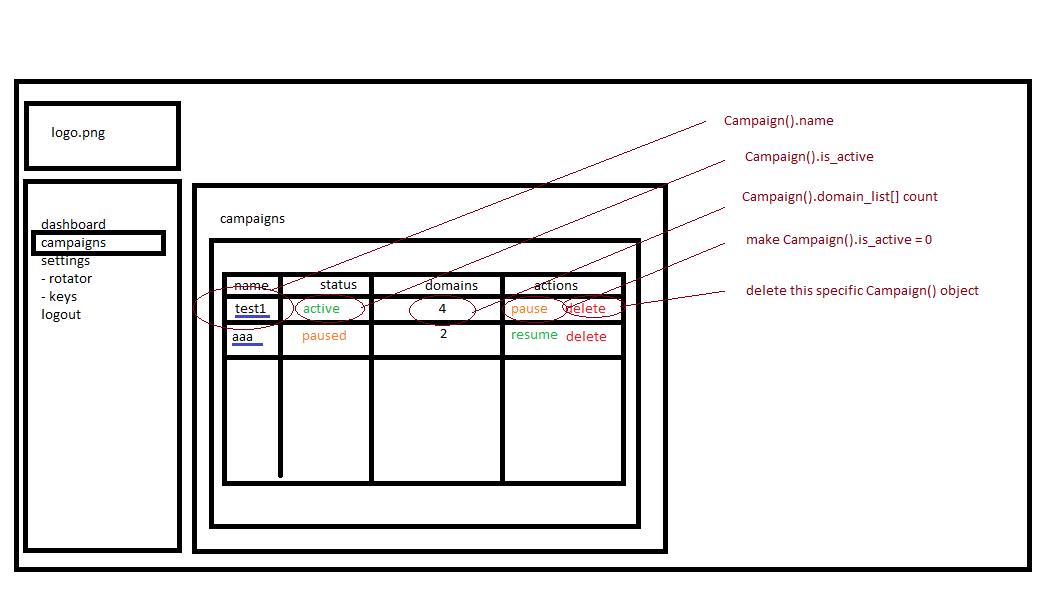 logo.png
dashboard
campaigns
settings
- rotator
- keys
logout
campaigns
name status domains actions
test1 active 4 pause delete
aaa paused 2 resume delete
Campaign().name
Campaign().is_active
Campaign().domain_list[] count
make Campaign().is_active = 0
delete this specific Campaign() object